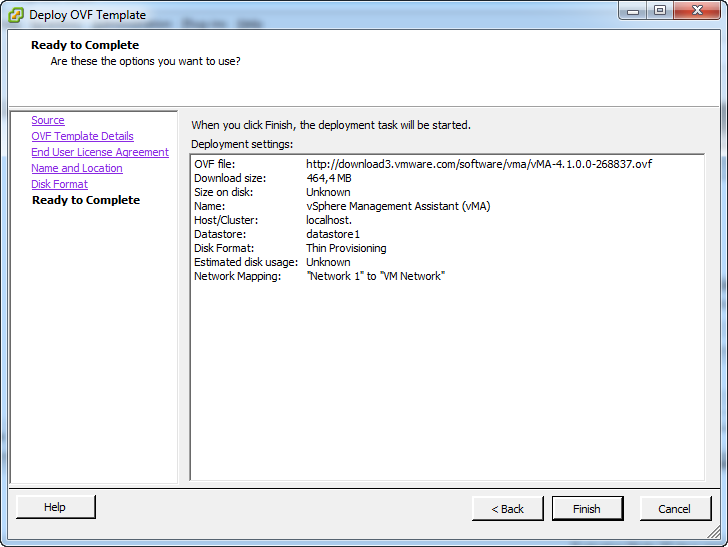 Deploy OVF Template
Ready to Complete
Are these the options you want to use?
Source
OVF Template Details
End User License Agreement
Name and Location
Disk Format
Ready to Complete
When you click Finish, the deployment task will be started.
Deployment settings:
OVF file: http://download3.vmware.com/software/vma/vMA-4.1.0.0-268837.ovf
Download size: 464,4 MB
Size on disk: Unknown
Name: vSphere Management Assistant (vMA)
Host/Cluster: localhost.
Datastore: datastore1
Disk Format: Thin Provisioning
Estimated disk usage: Unknown
Network Mapping: "Network 1" to "VM Network"
Help
< Back
Finish
Cancel